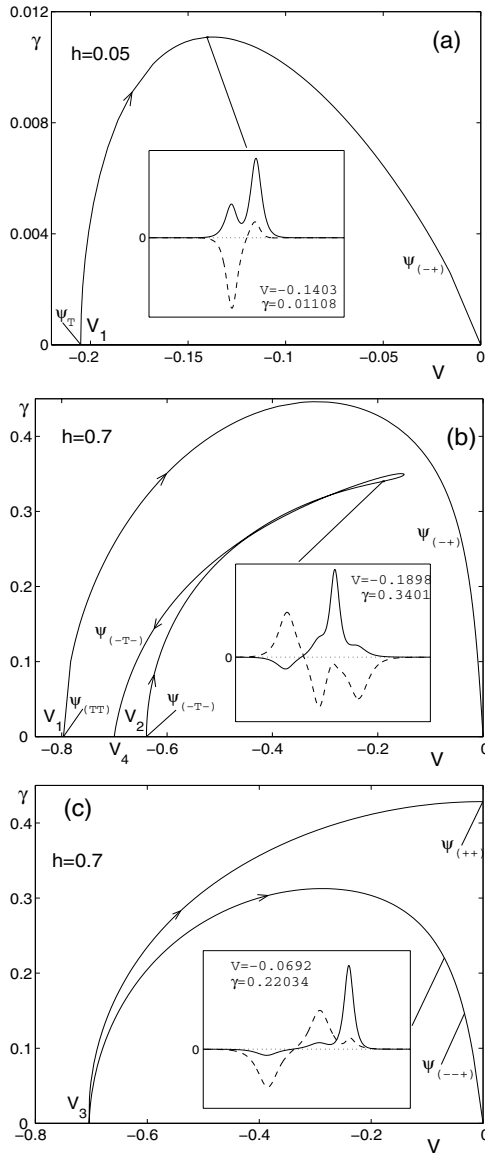 0.012
γ
h=0.05
(a)
0.008
0.004
0
0
V=-0.1403
γ=0.01108
ψ(-+)
ψT
V1
−0.2
−0.15
−0.1
−0.05
0
V
γ
h=0.7
(b)
0.4
0.3
0.2
0.1
0
V=-0.1898
γ=0.3401
0
ψ(-+)
ψ(-T-)
ψ(-T-)
V1
ψ(TT)
V2
V4
−0.8
−0.6
−0.4
−0.2
0
V
γ
(c)
h=0.7
0.4
0.3
0.2
0.1
0
ψ(++)
V=-0.0692
γ=0.22034
0
ψ(--+)
V3
−0.8
−0.6
−0.4
−0.2
0
V